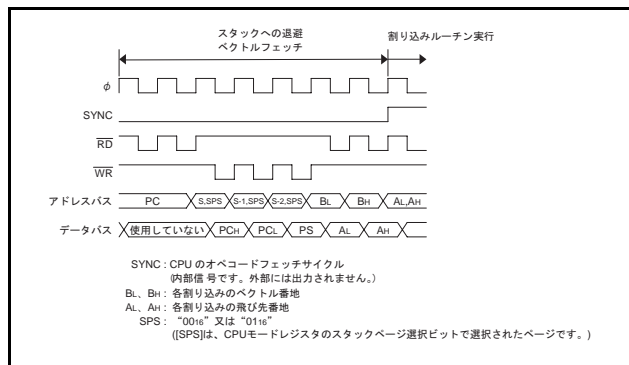 スタックへの退避
ベクトルフェッチ
割り込みルーチン実行
φ
SYNC
RD
WR
アドレスバス
PC
S,SPS
S-1,SPS
S-2,SPS
BL
BH
AL,AH
データバス
使用していない
PCH
PCL
PS
AL
AH
SYNC : CPU のオペコードフェッチサイクル
(内部信号です。外部には出力されません。)
BL、BH : 各割り込みのベクトル番地
AL、AH : 各割り込みの飛び先番地
SPS : “0016” 又は “0116”
([SPS]は、CPUモードレジスタのスタックページ選択ビットで選択されたページです。)